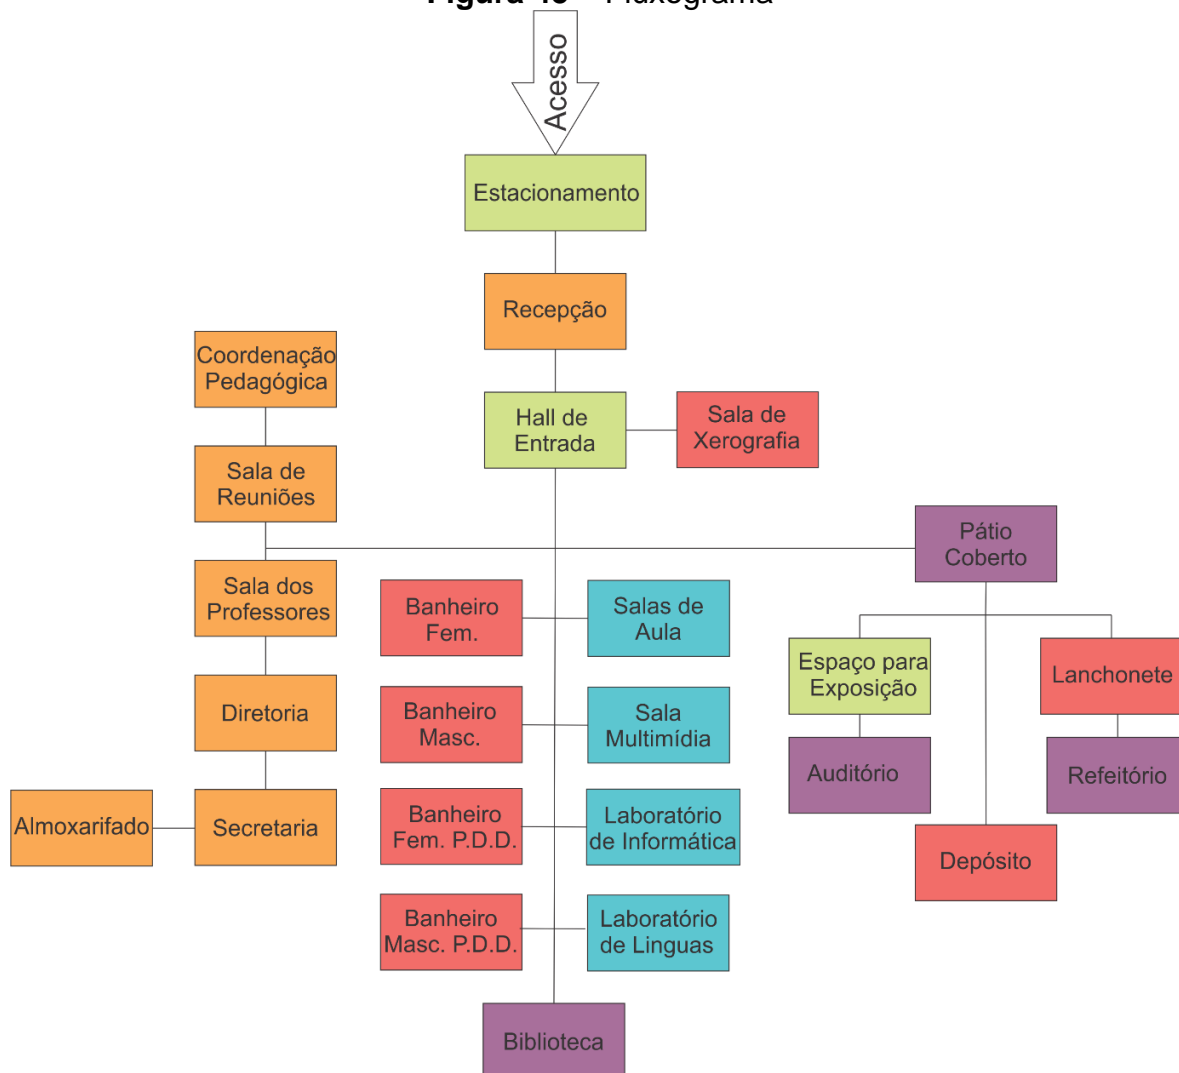 Acesso
Estacionamento
Recepção
Coordenação
Pedagógica
Hall de
Entrada
Sala de
Xerografia
Sala de
Reuniões
Pátio
Coberto
Sala dos
Professores
Banheiro
Fem.
Salas de
Aula
Espaço para
Exposição
Lanchonete
Diretoria
Banheiro
Masc.
Sala
Multimídia
Auditório
Refeitório
Almoxarifado
Secretaria
Banheiro
Fem. P.D.D.
Laboratório
de Informática
Depósito
Banheiro
Masc. P.D.D.
Laboratório
de Linguas
Biblioteca